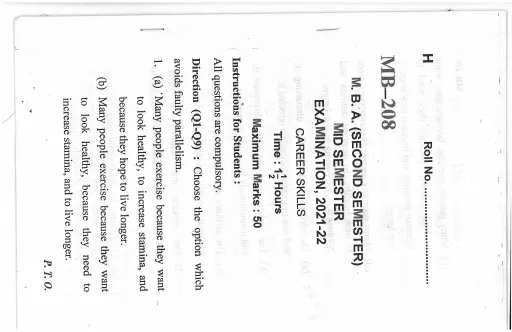 H
Roll No. ................................
MB–208
M. B. A. (SECOND SEMESTER)
MID SEMESTER
EXAMINATION, 2021-22
CAREER SKILLS
Time : 1½ Hours
Maximum Marks : 50
Instructions for Students :
All questions are compulsory.
Direction (Q1-Q9) : Choose the option which
avoids faulty parallelism.
1. (a) Many people exercise because they want
to look healthy, to increase stamina, and
because they hope to live longer.
(b) Many people exercise because they want
to look healthy, because they need to
increase stamina, and to live longer.
P. T. O.